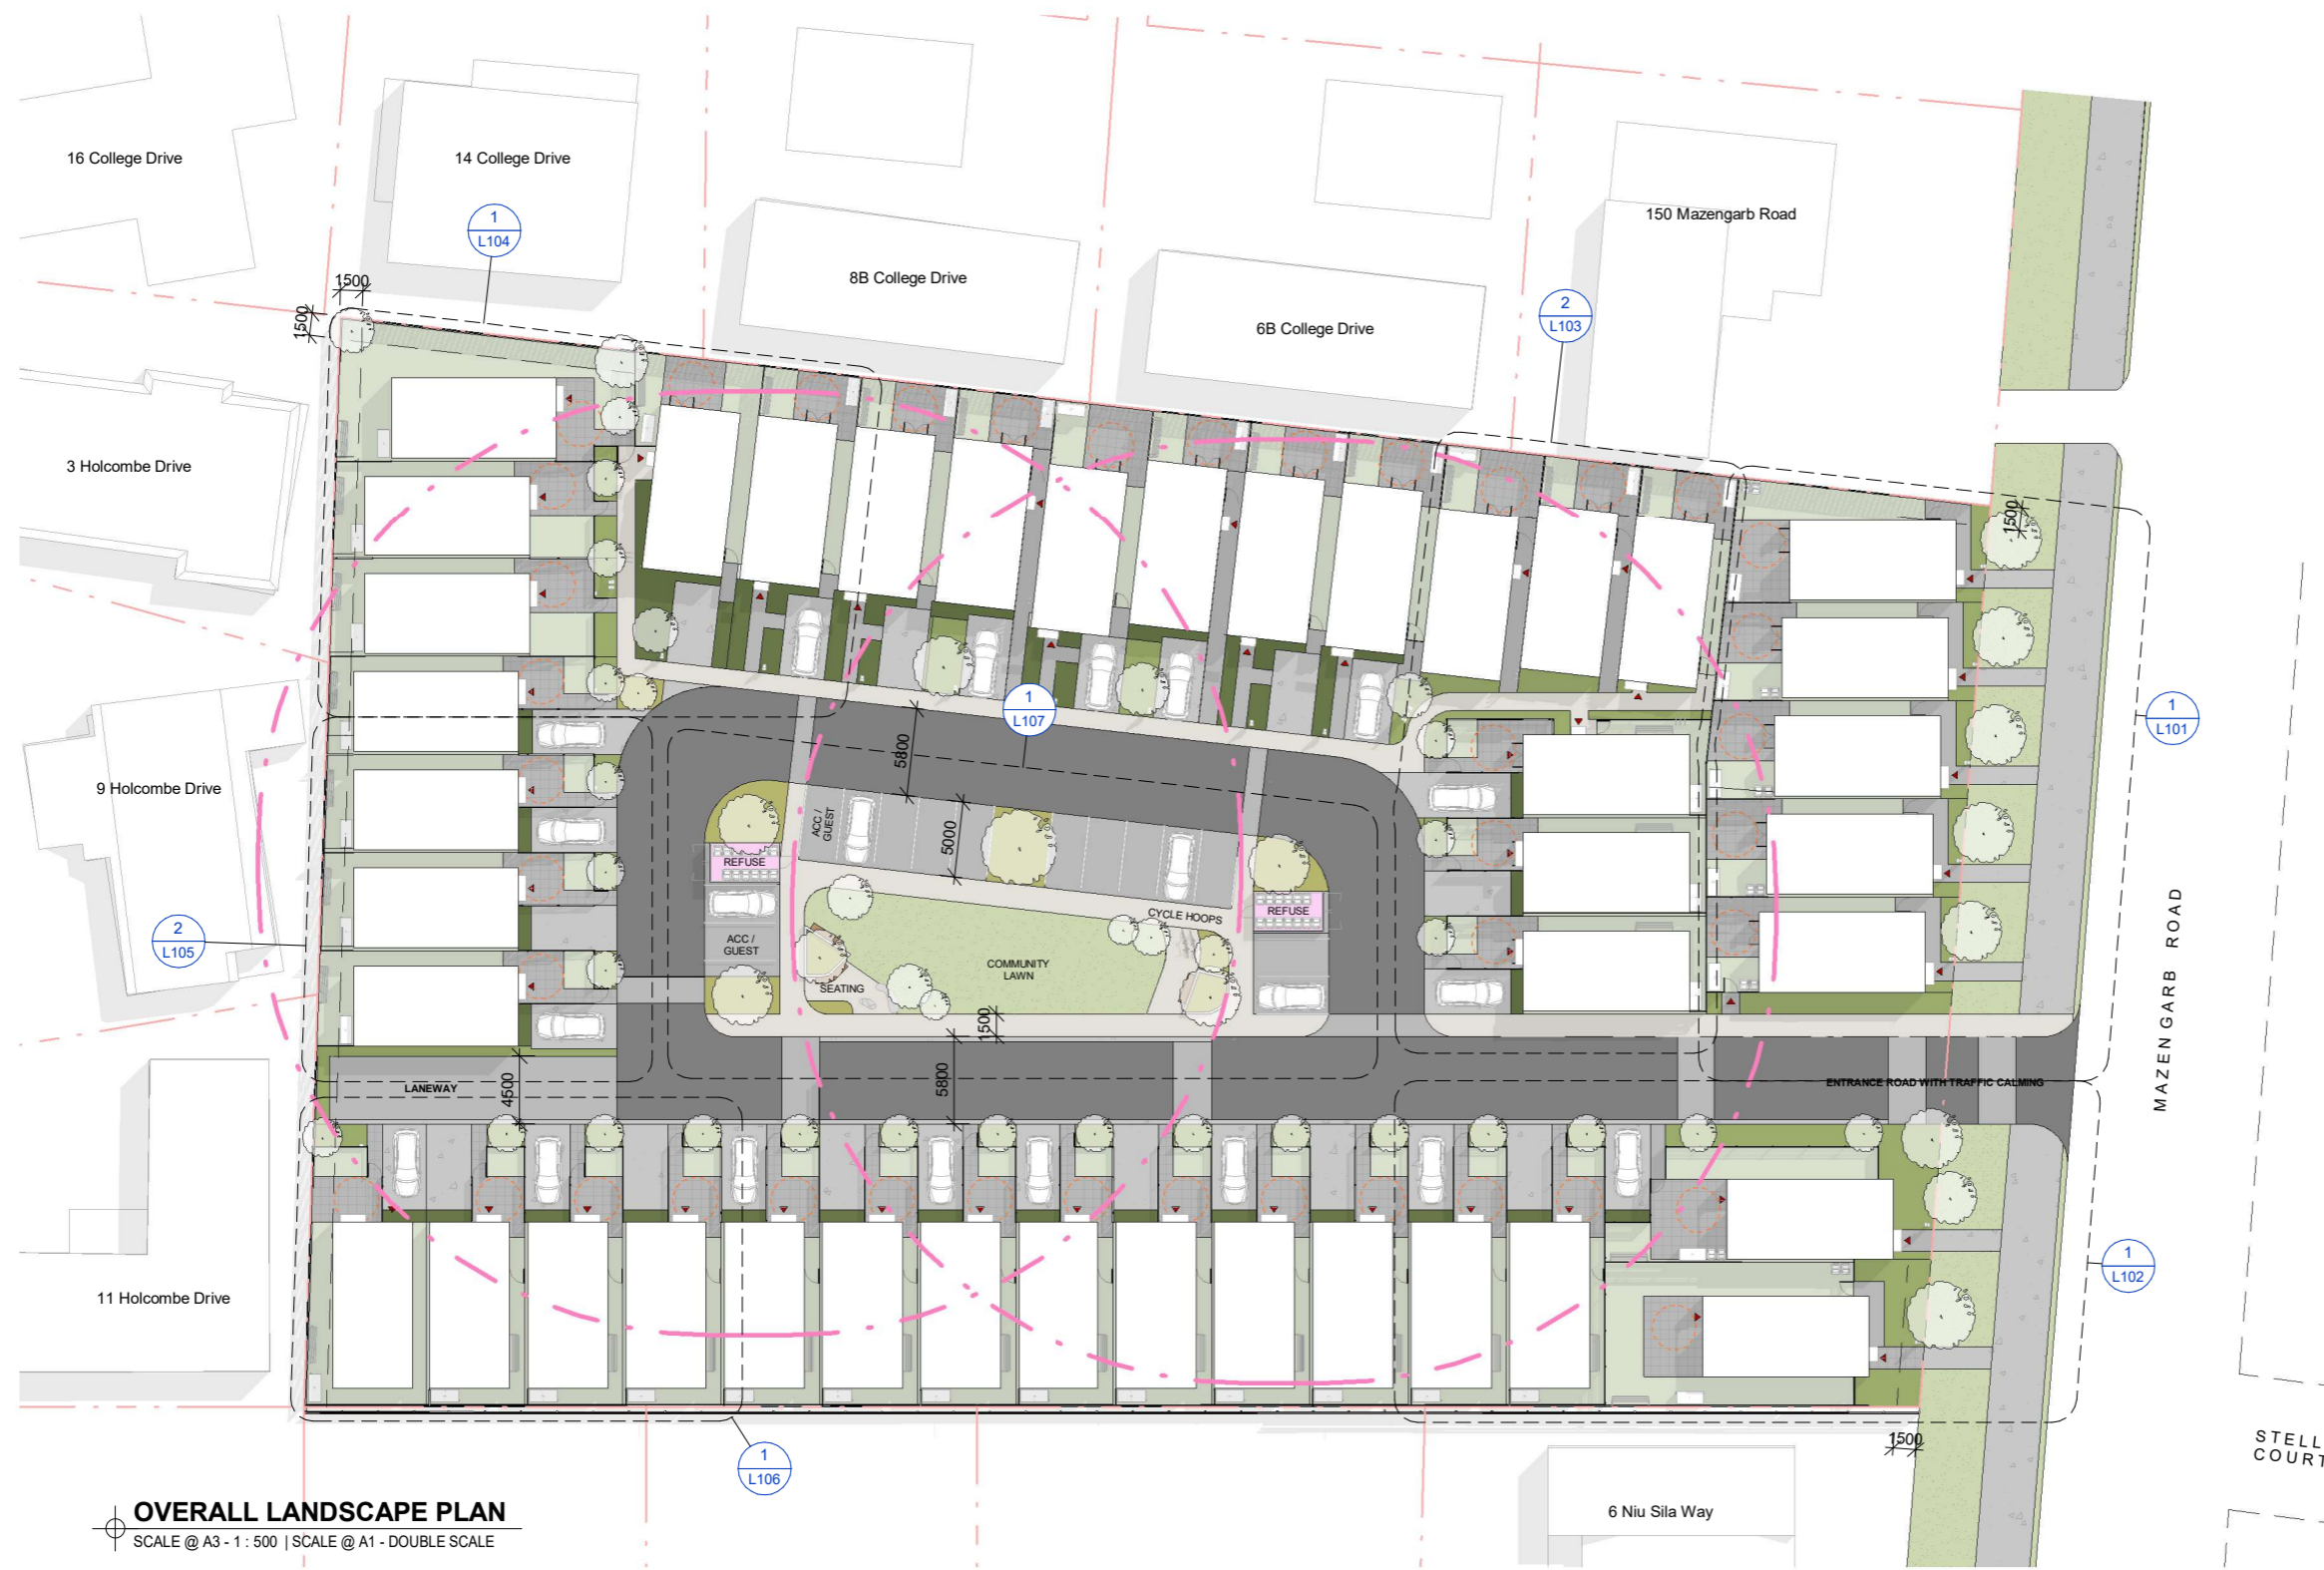 16 College Drive
14 College Drive
1
L104
150 Mazengarb Road
8B College Drive
6B College Drive
2
L103
1500
1500
3 Holcombe Drive
1500
1
L107
1
L101
5800
9 Holcombe Drive
ACC /
GUEST
5000
REFUSE
REFUSE
CYCLE HOOPS
2
L105
ACC /
GUEST
COMMUNITY
LAWN
SEATING
1500
MAZENGARB ROAD
LANEWAY
4500
5800
ENTRANCE ROAD WITH TRAFFIC CALMING
1
L102
11 Holcombe Drive
1500
STELL
COURT
1
L106
6 Niu Sila Way
OVERALL LANDSCAPE PLAN
SCALE @ A3 - 1 : 500 | SCALE @ A1 - DOUBLE SCALE